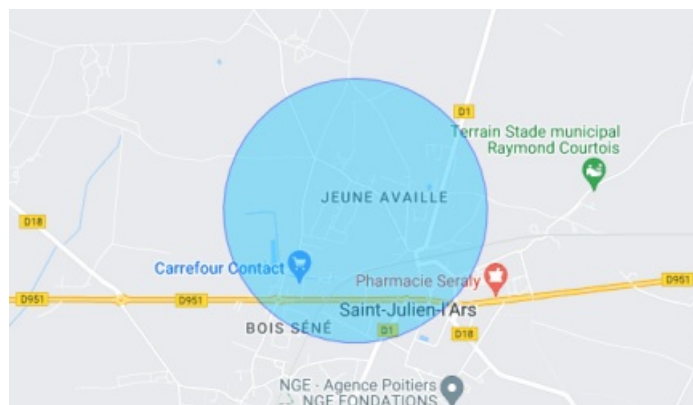 D1
Terrain Stade municipal
Raymond Courtois
JEUNE AVAILLE
D18
Carrefour Contact
Pharmacie Seraly
D951
D951
D951
Saint-Julien-l'Ars
BOIS SÉNÉ
D1
D18
NGE - Agence Poitiers
NGE FONDATIONS